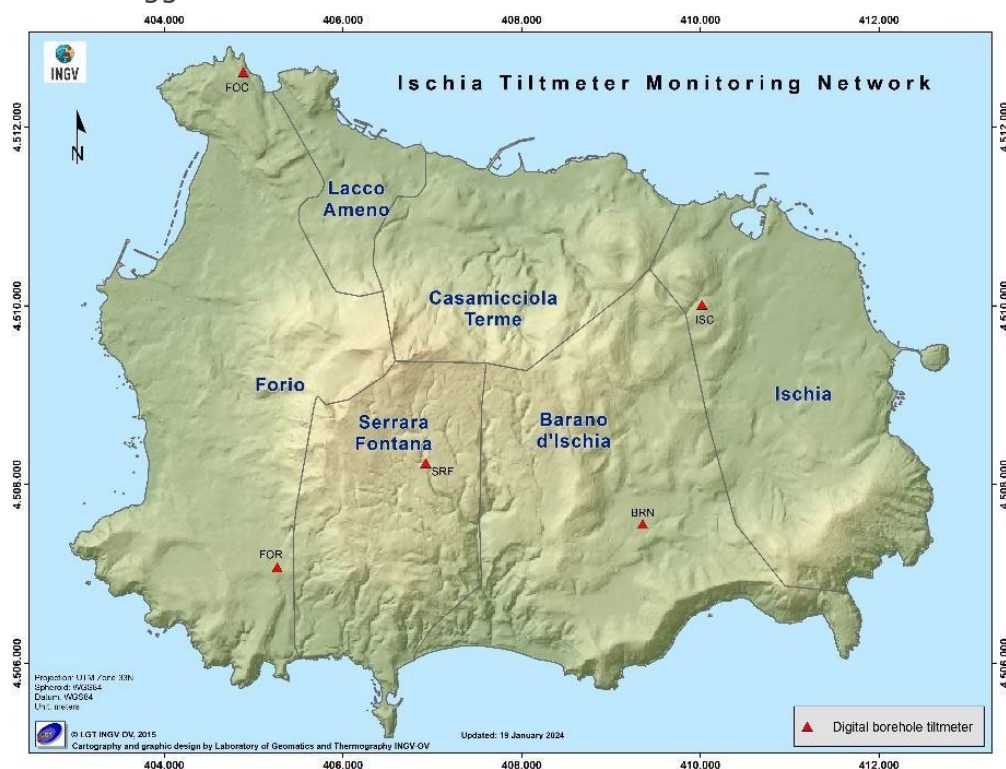 404.000 406.000 408.000 410.000 412.000
INGV
Ischia Tiltmeter Monitoring Network
FOC
4.512.000 4.512.000
N
Lacco
Ameno
Casamicciola
Terme
4.510.000 4.510.000
ISC
Forio
Ischia
Serrara
Fontana
Barano
d'Ischia
SRF
4.508.000 4.508.000
BRN
FOR
4.506.000 4.506.000
Projection: UTM Zone 33N
Spheroid: WGS84
Datum: WGS84
Unit: meters
LGT
© LGT INGV OV, 2015
Cartography and graphic design by Laboratory of Geomatics and Thermography INGV-OV
Updated: 19 January 2024
Digital borehole tiltmeter
404.000 406.000 408.000 410.000 412.000